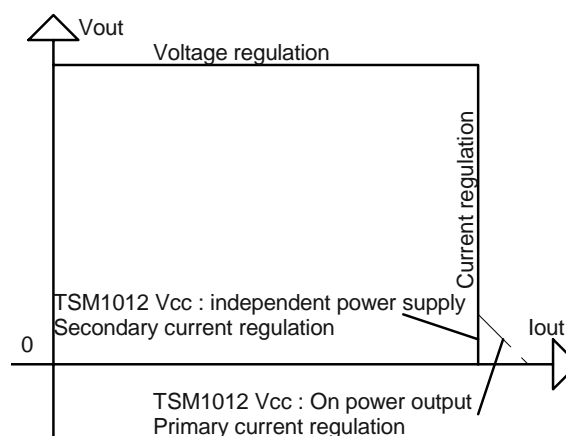 Vout
Voltage regulation
Current regulation
TSM1012 Vcc : independent power supply
Secondary current regulation
Iout
0
TSM1012 Vcc : On power output
Primary current regulation